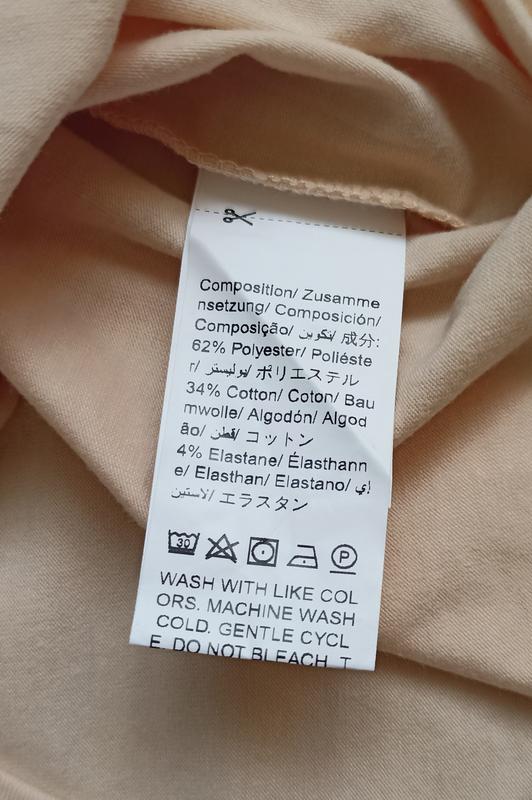 Composition/ Zusamme
nsetzung/ Composición/
Composição/ تكوين/ 成分:
62% Polyester/ Poliéste
r/ بوليستر/ ポリエステル
34% Cotton/ Coton/ Bau
mwolle/ Algodón/ Algod
ão/ قطن/ コットン
4% Elastane/ Élasthann
e/ Elasthan/ Elastano/ إي
لاستين/ エラスタン
30 P
WASH WITH LIKE COL
ORS. MACHINE WASH
COLD. GENTLE CYCL
E. DO NOT BLEACH. T